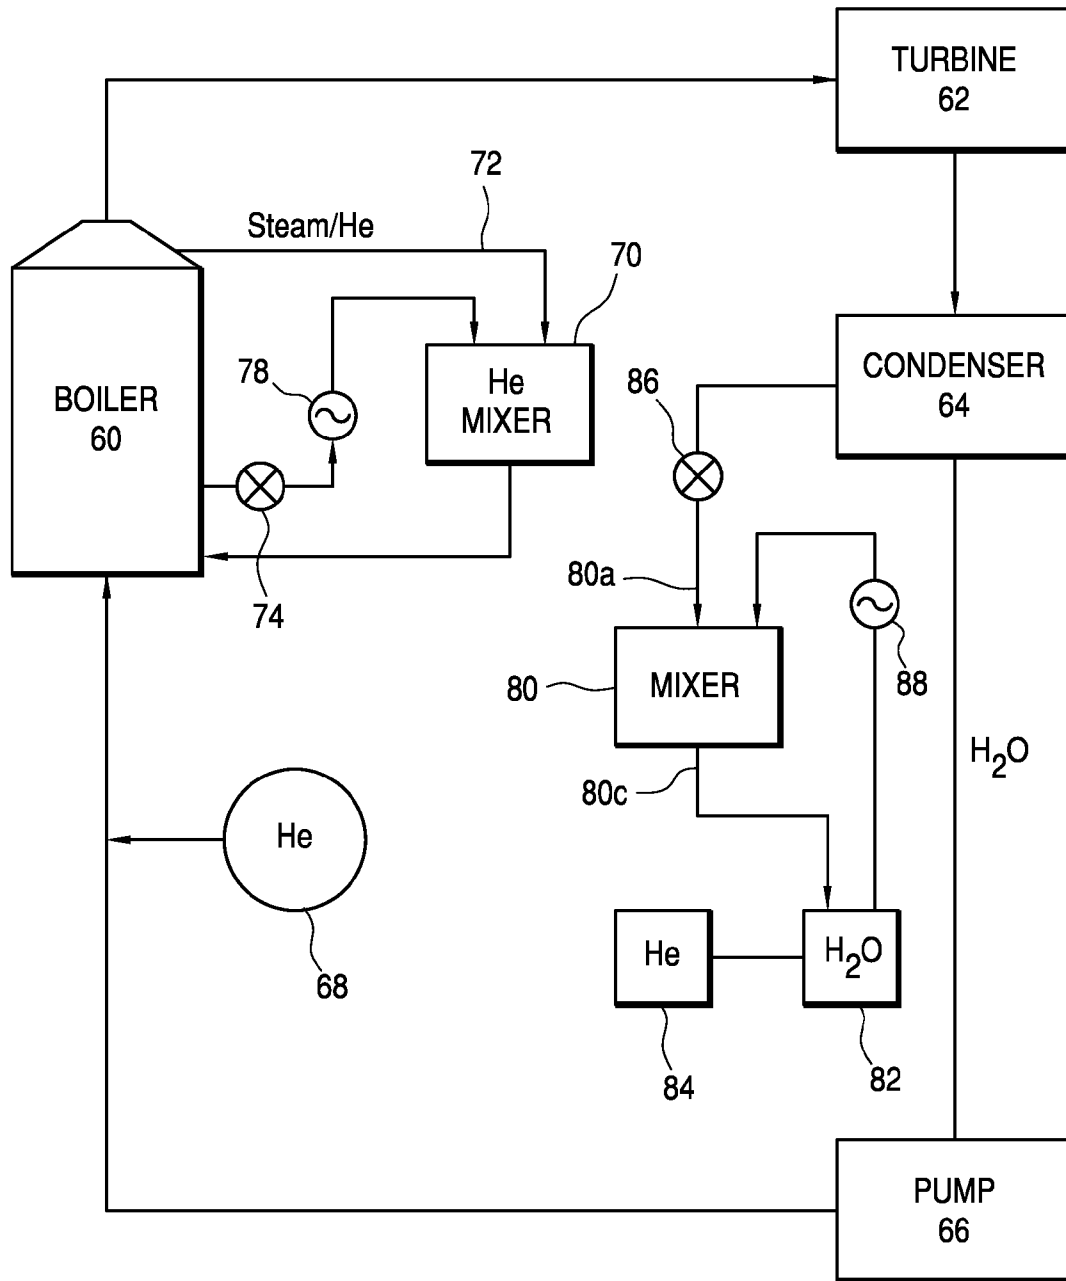 TURBINE
62
72
Steam/He
70
78
He
MIXER
86
CONDENSER
64
BOILER
60
80a
74
80
MIXER
88
80c
H₂O
He
68
He
H₂O
84
82
PUMP
66